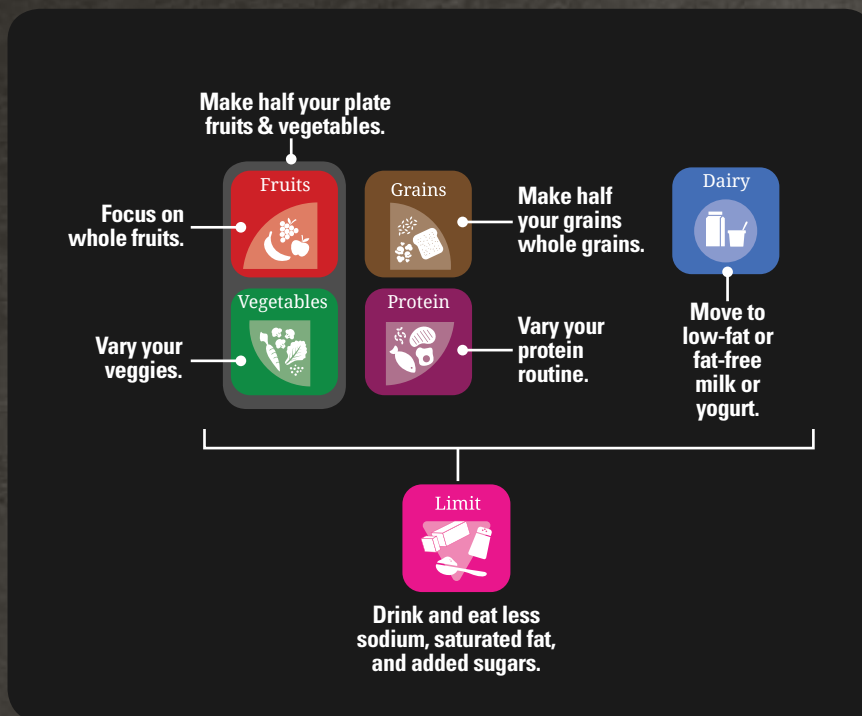 Make half your plate
fruits & vegetables.
Fruits
Focus on
whole fruits.
Grains
Make half
your grains
whole grains.
Dairy
Move to
low-fat or
fat-free
milk or
yogurt.
Vegetables
Vary your
veggies.
Protein
Vary your
protein
routine.
Limit
Drink and eat less
sodium, saturated fat,
and added sugars.